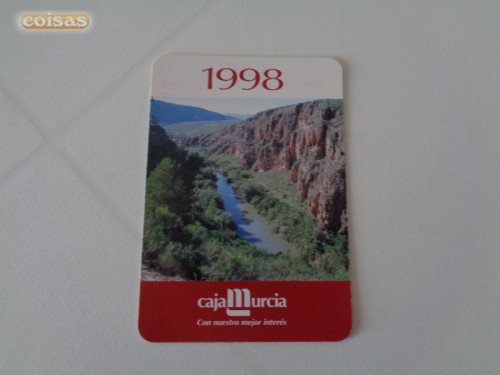 coisas
1998
cajaMurcia
Con nuestro mejor interés